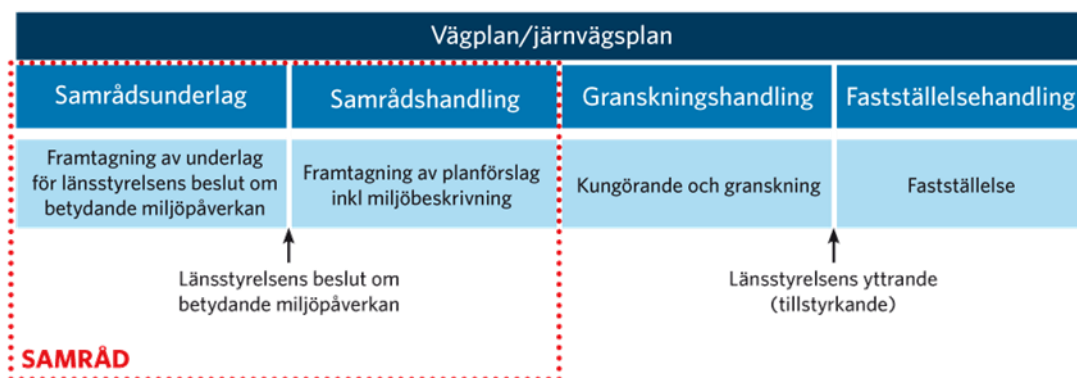 Vägplan/järnvägsplan
Samrådsunderlag
Samrådshandling
Granskningshandling
Fastställelsehandling
Framtagning av underlag
för länsstyrelsens beslut om
betydande miljöpåverkan
Framtagning av planförslag
inkl miljöbeskrivning
Kungörande och granskning
Fastställelse
Länsstyrelsens beslut om
betydande miljöpåverkan
Länsstyrelsens yttrande
(tillstyrkande)
SAMRÅD